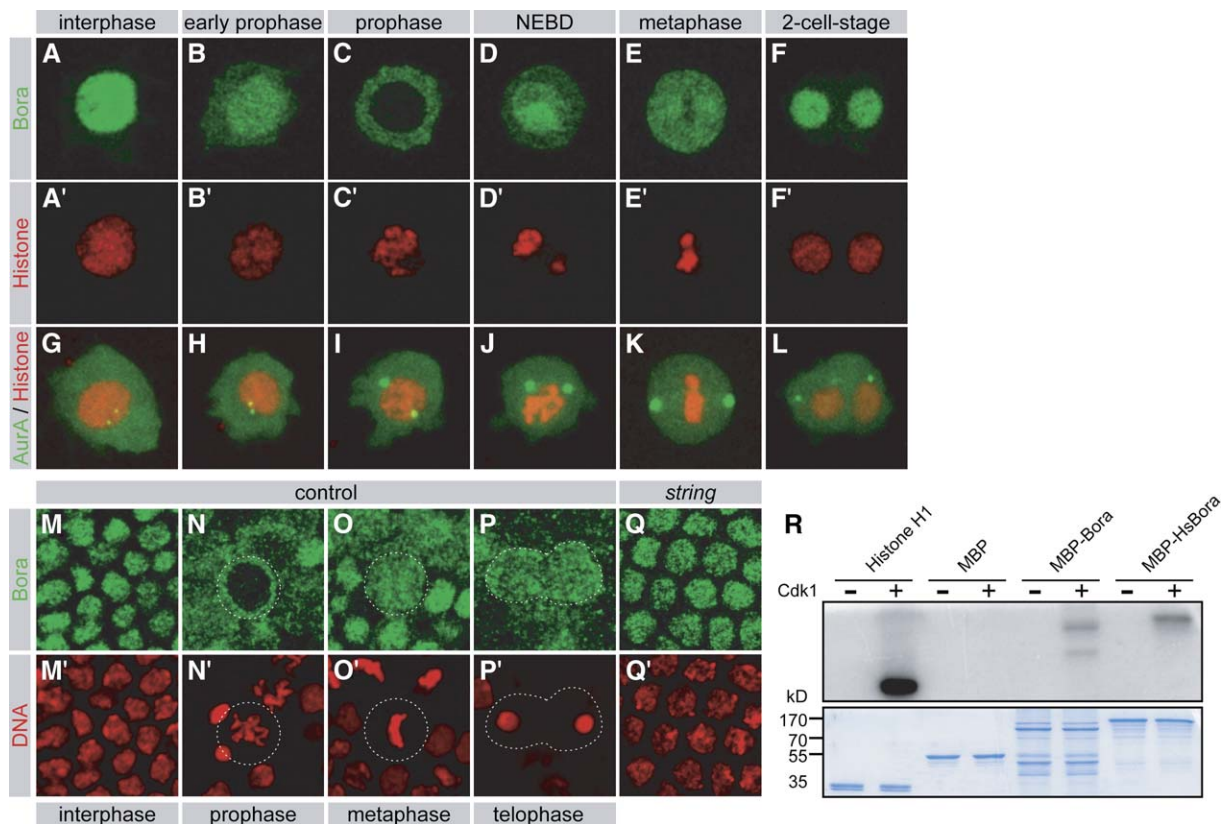 interphase early prophase prophase NEBD metaphase 2-cell-stage
Bora
A B C D E F
Histone
A' B' C' D' E' F'
AurA / Histone
G H I J K L
control string
Bora
M N O P Q
DNA
M' N' O' P' Q'
interphase prophase metaphase telophase
R
Histone H1 MBP MBP-Bora MBP-HsBora
Cdk1 - + - + - + - +
kD
170
70
55
35